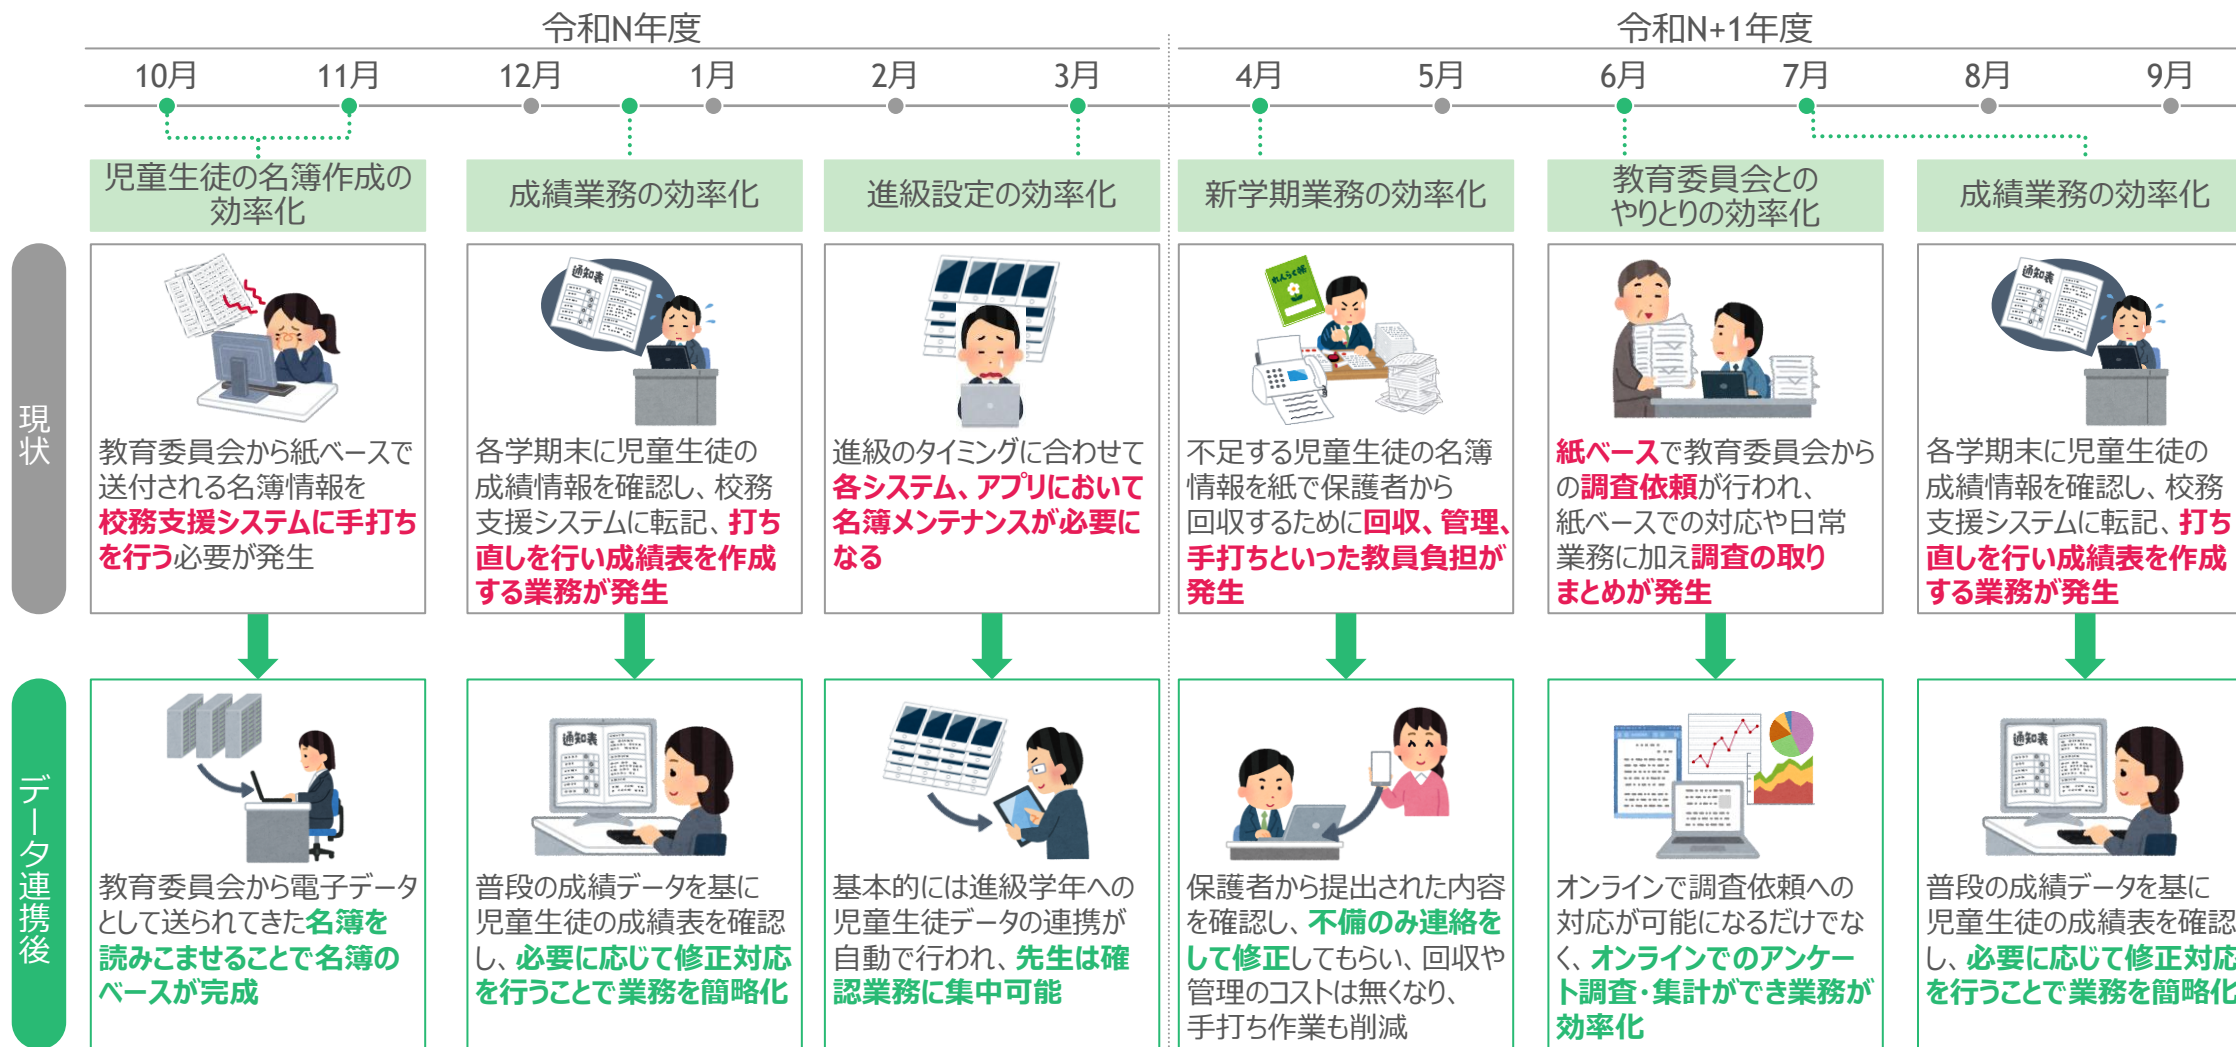 令和N年度
令和N+1年度
10月
11月
12月
1月
2月
3月
4月
5月
6月
7月
8月
9月
児童生徒の名簿作成の
効率化
成績業務の効率化
進級設定の効率化
新学期業務の効率化
教育委員会との
やりとりの効率化
成績業務の効率化
現状
通知表
れんらく帳
通知表
教育委員会から紙ベースで
送付される名簿情報を
校務支援システムに手打ち
を行う必要が発生
各学期末に児童生徒の
成績情報を確認し、校務
支援システムに転記、打ち
直しを行い成績表を作成
する業務が発生
進級のタイミングに合わせて
各システム、アプリにおいて
名簿メンテナンスが必要に
なる
不足する児童生徒の名簿
情報を紙で保護者から
回収するために回収、管理、
手打ちといった教員負担が
発生
紙ベースで教育委員会から
の調査依頼が行われ、
紙ベースでの対応や日常
業務に加え調査の取り
まとめが発生
各学期末に児童生徒の
成績情報を確認し、校務
支援システムに転記、打ち
直しを行い成績表を作成
する業務が発生
データ連携後
通知表
通知表
教育委員会から電子データ
として送られてきた名簿を
読みこませることで名簿の
ベースが完成
普段の成績データを基に
児童生徒の成績表を確認
し、必要に応じて修正対応
を行うことで業務を簡略化
基本的には進級学年への
児童生徒データの連携が
自動で行われ、先生は確
認業務に集中可能
保護者から提出された内容
を確認し、不備のみ連絡を
して修正してもらい、回収や
管理のコストは無くなり、
手打ち作業も削減
オンラインで調査依頼への
対応が可能になるだけでな
く、オンラインでのアンケー
ト調査・集計ができ業務が
効率化
普段の成績データを基に
児童生徒の成績表を確認
し、必要に応じて修正対応
を行うことで業務を簡略化